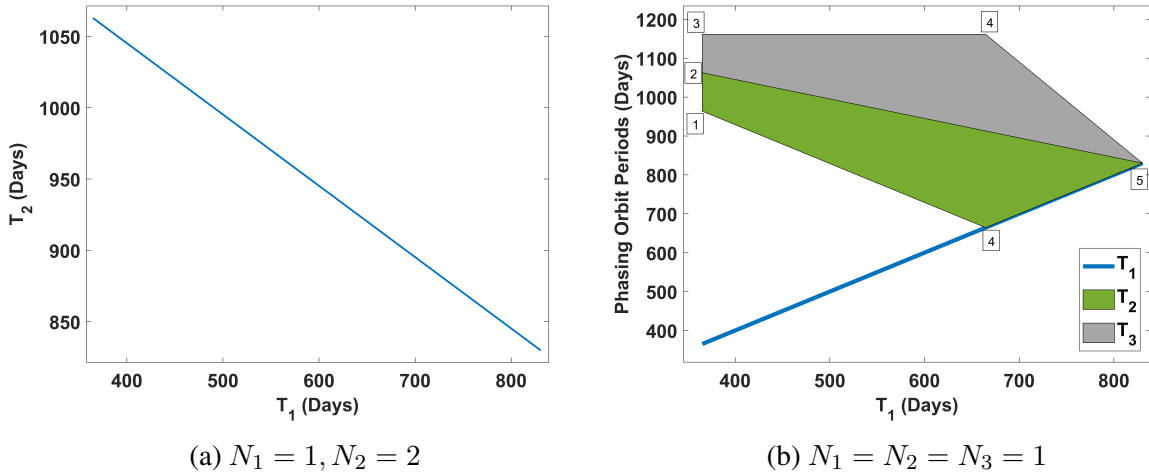 1050
1000
950
900
850
T2 (Days)
400 500 600 700 800
T1 (Days)
(a) N1 = 1, N2 = 2
1200
1100
1000
900
800
700
600
500
400
Phasing Orbit Periods (Days)
3
4
2
1
5
4
T1
T2
T3
400 500 600 700 800
T1 (Days)
(b) N1 = N2 = N3 = 1